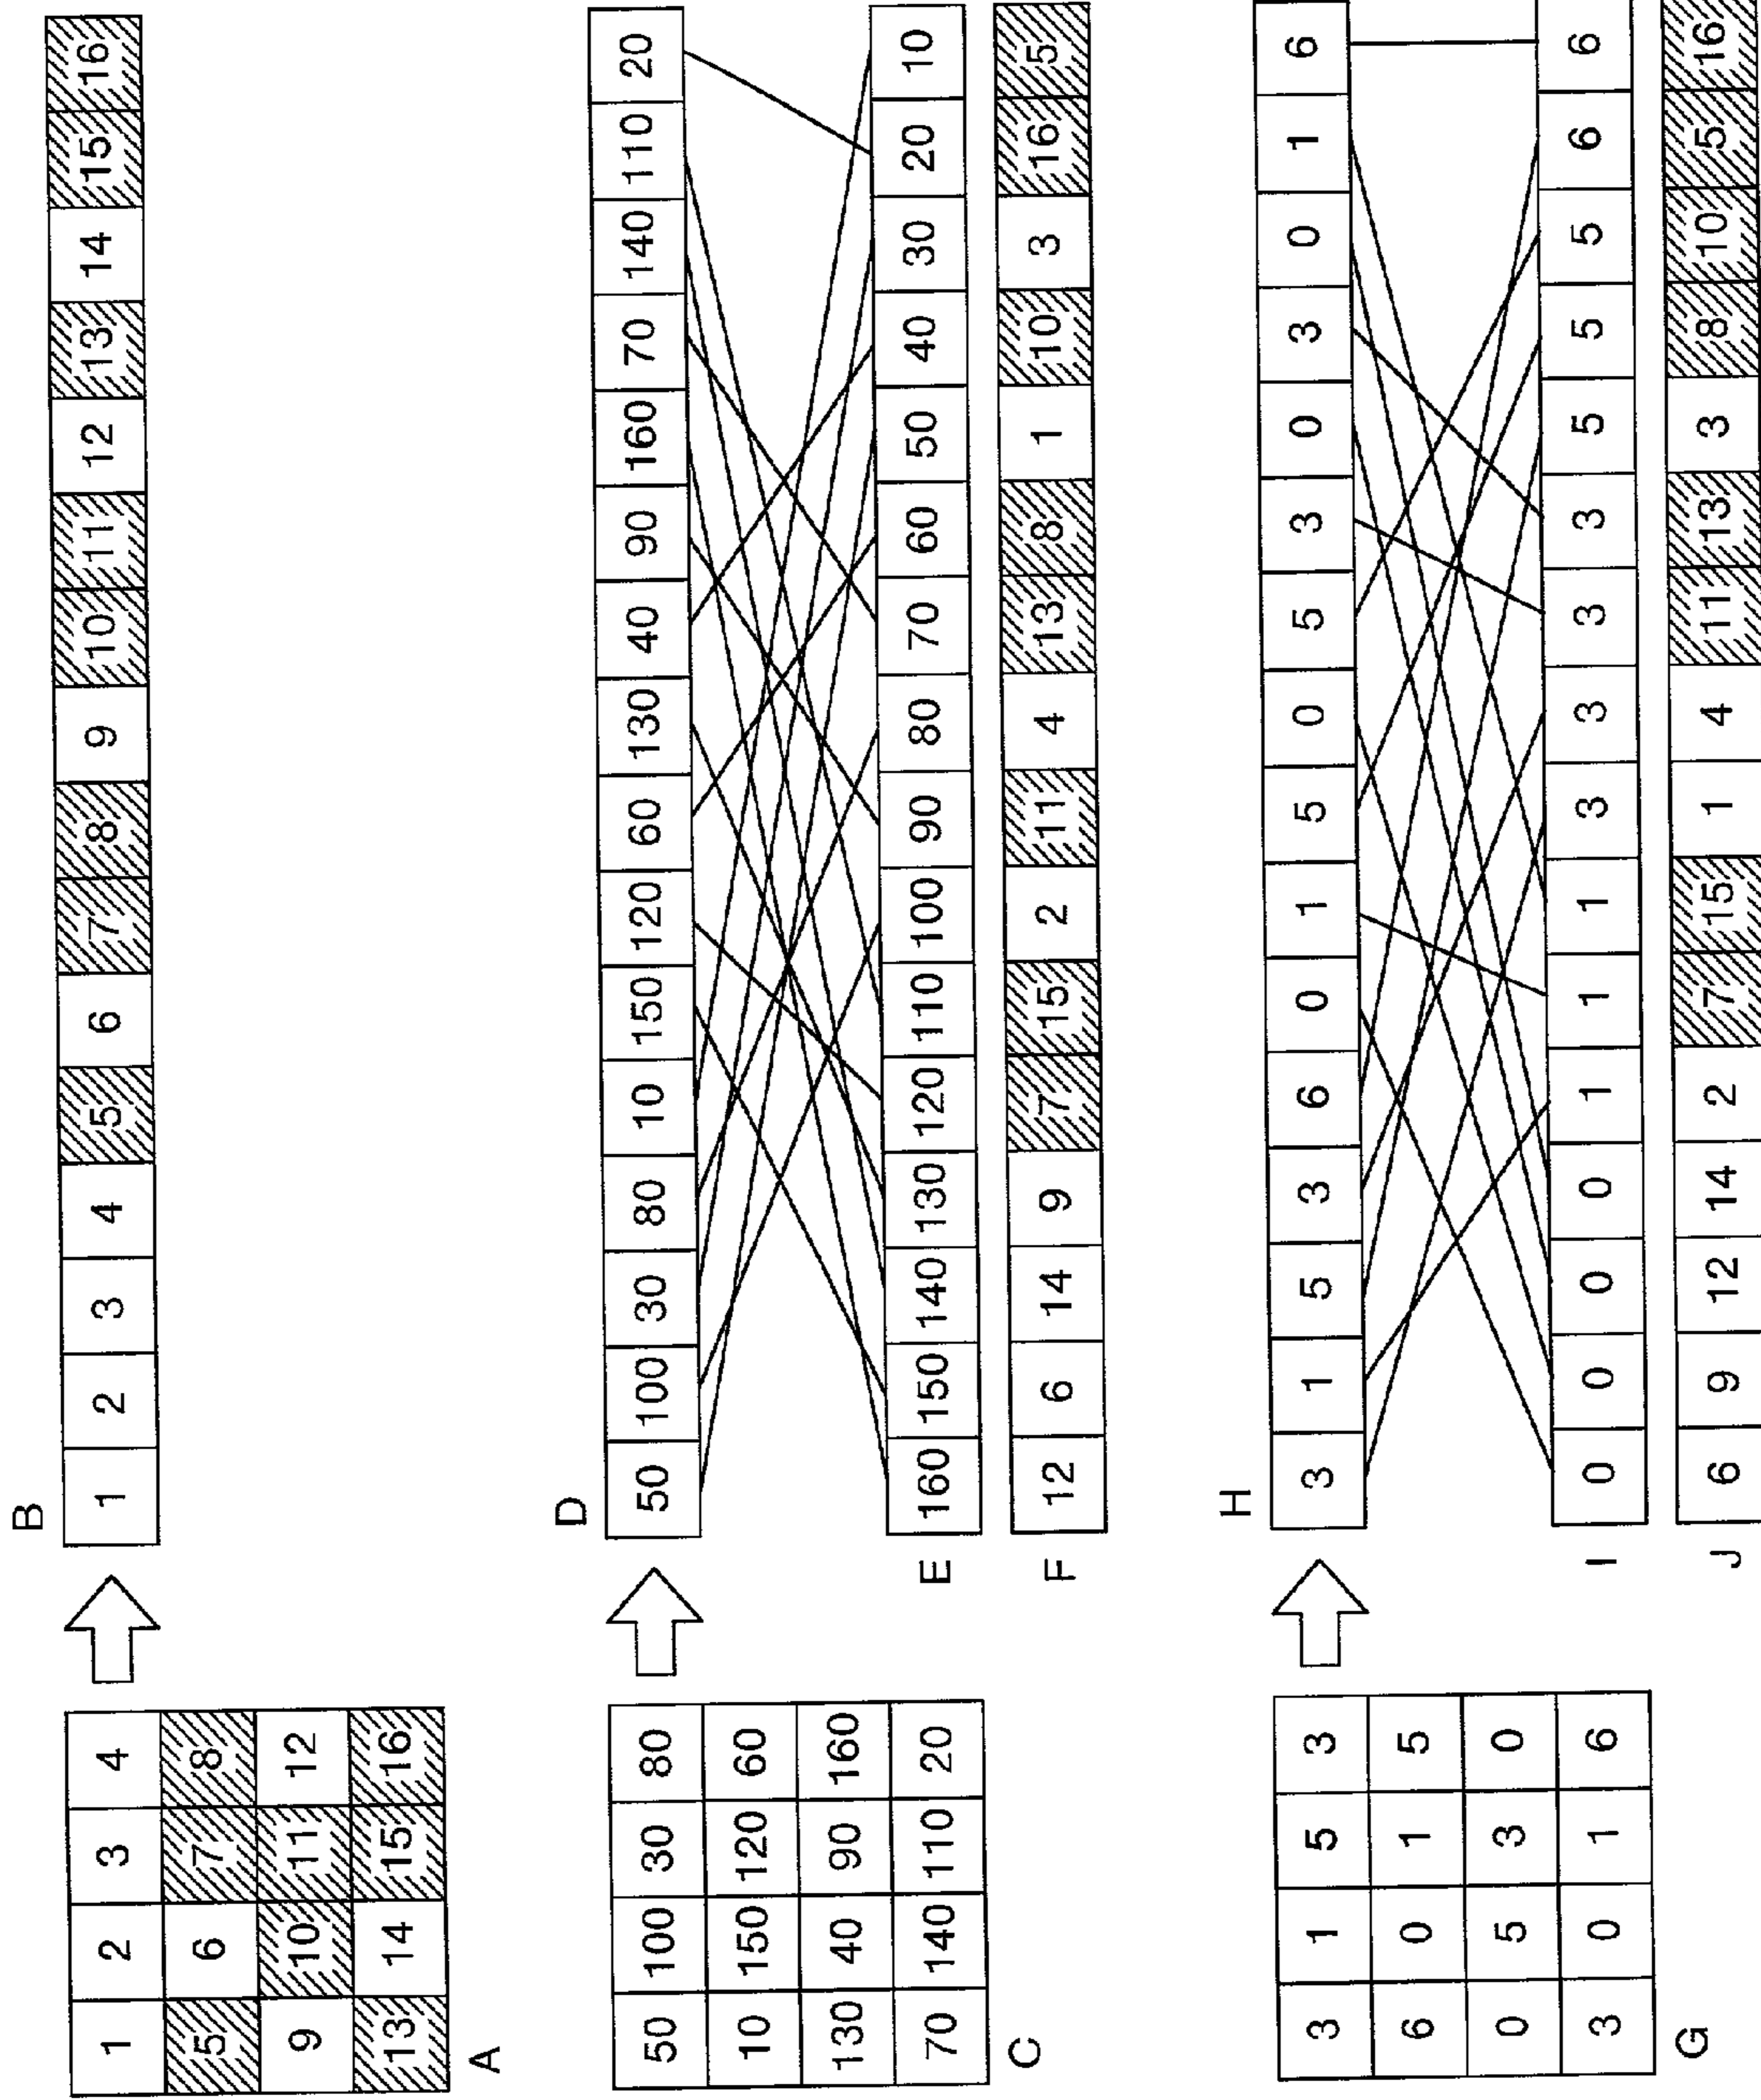 B
1 2 3 4 5 6 7 8 9 10 11 12 13 14 15 16
1 2 3 4
5 6 7 8
9 10 11 12
13 14 15 16
A
D
50 100 30 80 10 150 120 60 130 40 90 160 70 140 110 20
50 100 30 80
10 150 120 60
130 40 90 160
70 140 110 20
C
E
160 150 140 130 120 110 100 90 80 70 60 50 40 30 20 10
F
12 6 14 9 7 15 2 11 4 13 8 1 10 3 16 5
H
3 1 5 3 6 0 1 5 0 5 3 0 3 0 1 6
3 1 5 3
6 0 1 5
0 5 3 0
3 0 1 6
G
I
0 0 0 0 1 1 1 3 3 3 3 5 5 5 6 6
J
6 9 12 14 2 7 15 1 4 11 13 3 8 10 5 16